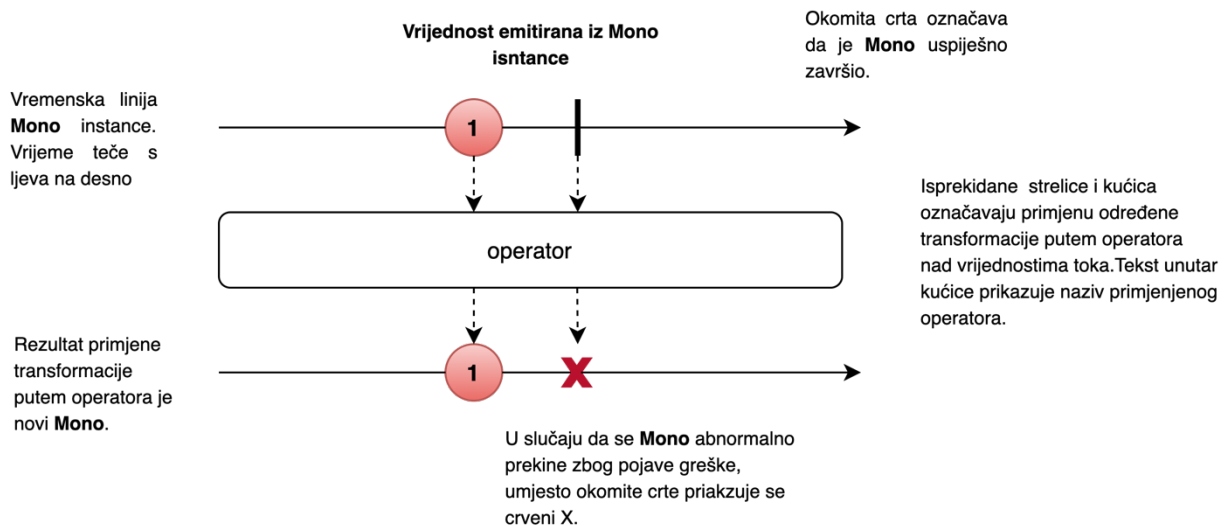 Vrijednost emitirana iz Mono
isntance
Okomita crta označava
da je Mono uspiješno
završio.
Vremenska linija
Mono instance.
Vrijeme teče s
ljeva na desno
1
Isprekidane strelice i kućica
označavaju primjenu određene
transformacije putem operatora
nad vrijednostima toka.Tekst unutar
kućice prikazuje naziv primjenjenog
operatora.
operator
Rezultat primjene
transformacije
putem operatora je
novi Mono.
1
X
U slučaju da se Mono abnormalno
prekine zbog pojave greške,
umjesto okomite crte priakzuje se
crveni X.